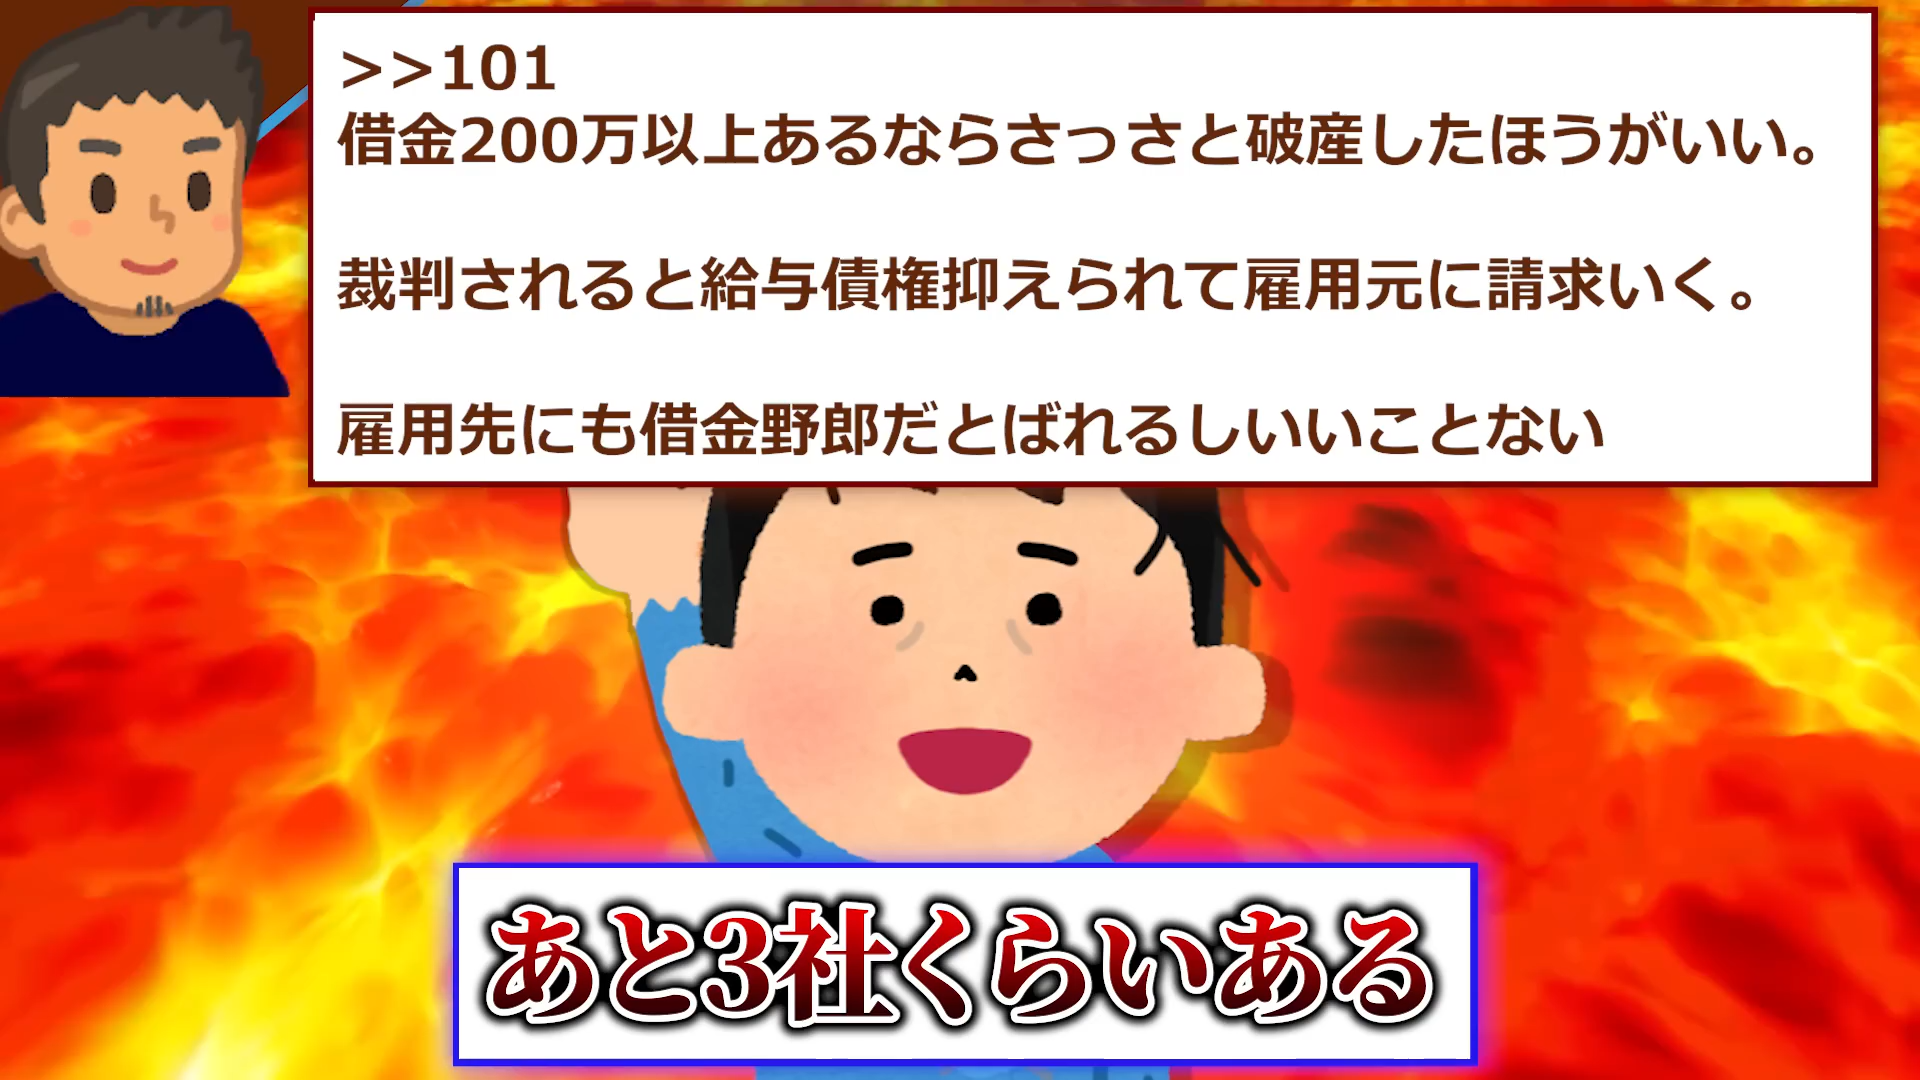 >>101
借金200万以上あるならさっさと破産したほうがいい。
裁判されると給与債権抑えられて雇用元に請求いく。
雇用先にも借金野郎だとばれるしいいことない
あと3社くらいある